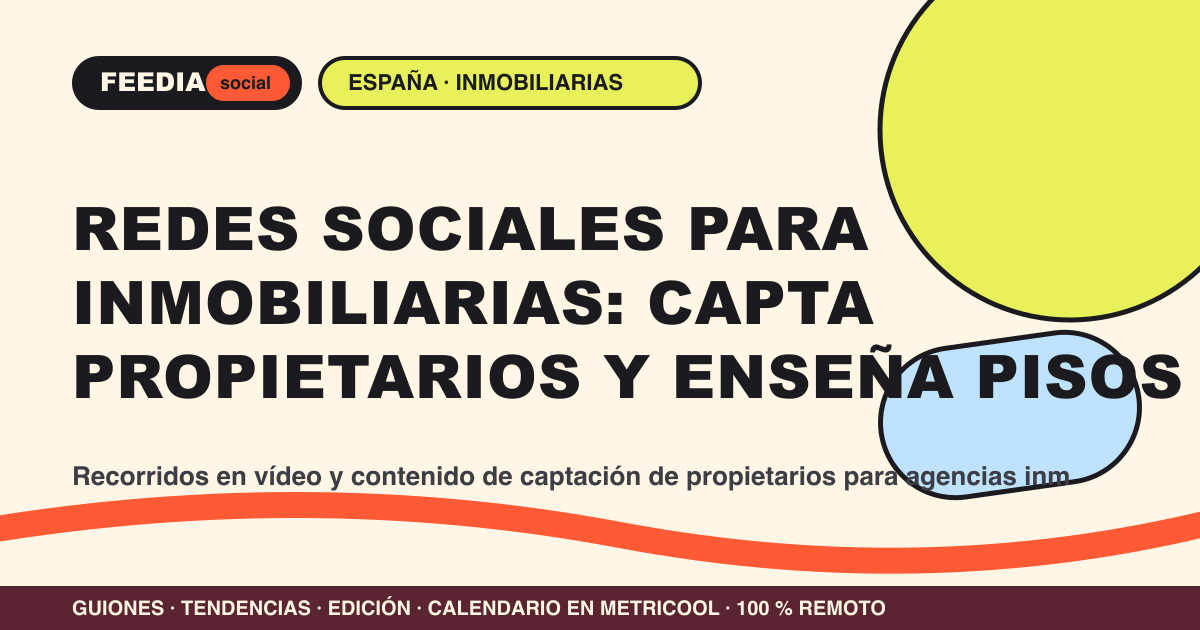 FEEDIA social
ESPAÑA · INMOBILIARIAS
REDES SOCIALES PARA
INMOBILIARIAS: CAPTA
PROPIETARIOS Y ENSEÑA PISOS
Recorridos en vídeo y contenido de captación de propietarios para agencias inm
GUIONES · TENDENCIAS · EDICIÓN · CALENDARIO EN METRICOOL · 100 % REMOTO